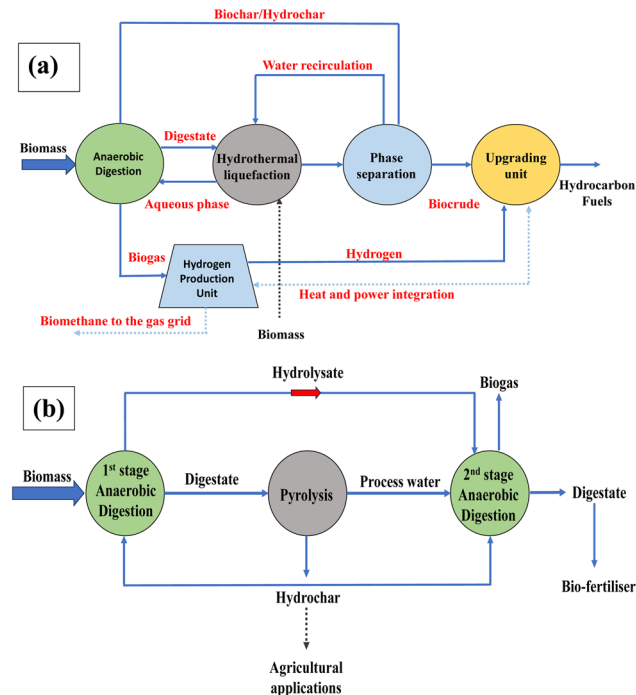 Biochar/Hydrochar
(a)
Water recirculation
Biomass
Anaerobic
Digestion
Digestate
Hydrothermal
liquefaction
Phase
separation
Upgrading
unit
Aqueous phase
Biocrude
Hydrocarbon
Fuels
Biogas
Hydrogen
Production
Unit
Hydrogen
Heat and power integration
Biomethane to the gas grid
Biomass
(b)
Hydrolysate
Biogas
Biomass
1st stage
Anaerobic
Digestion
Digestate
Pyrolysis
Process water
2nd stage
Anaerobic
Digestion
Digestate
Hydrochar
Bio-fertiliser
Agricultural
applications